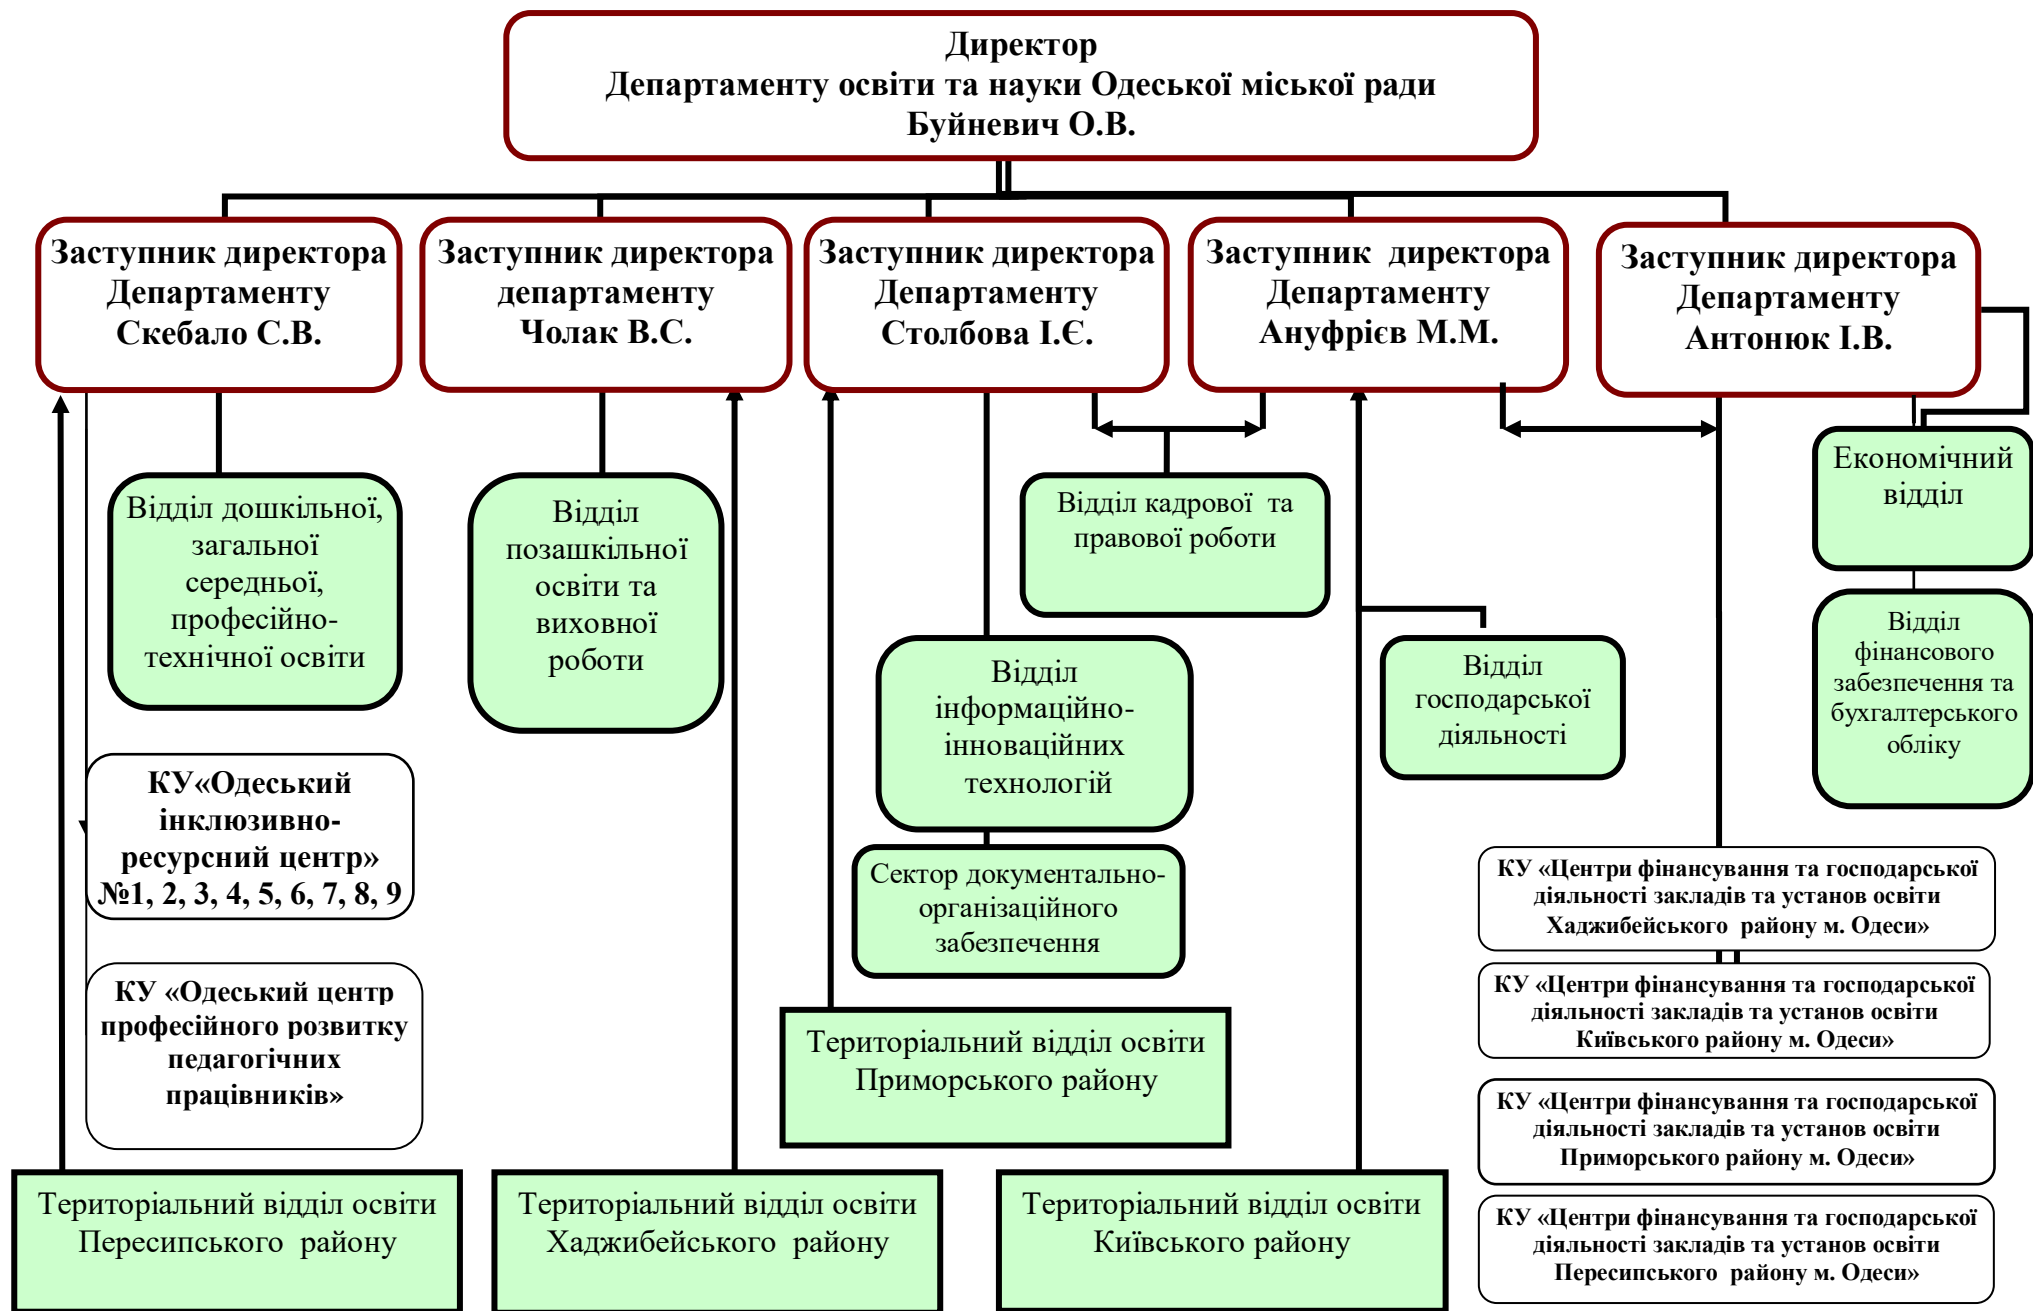 Директор
Департаменту освіти та науки Одеської міської ради
Буйневич О.В.
Заступник директора
Департаменту
Скебало С.В.
Заступник директора
департаменту
Чолак В.С.
Заступник директора
Департаменту
Столбова І.Є.
Заступник директора
Департаменту
Ануфрієв М.М.
Заступник директора
Департаменту
Антонюк І.В.
Відділ дошкільної,
загальної
середньої,
професійно-
технічної освіти
Відділ
позашкільної
освіти та
виховної
роботи
Відділ кадрової та
правової роботи
Економічний
відділ
Відділ
інформаційно-
інноваційних
технологій
Відділ
господарської
діяльності
Відділ
фінансового
забезпечення та
бухгалтерського
обліку
КУ«Одеський
інклюзивно-
ресурсний центр»
№1, 2, 3, 4, 5, 6, 7, 8, 9
Сектор документально-
організаційного
забезпечення
КУ «Центри фінансування та господарської
діяльності закладів та установ освіти
Хаджибейського району м. Одеси»
КУ «Одеський центр
професійного розвитку
педагогічних
працівників»
КУ «Центри фінансування та господарської
діяльності закладів та установ освіти
Київського району м. Одеси»
Територіальний відділ освіти
Приморського району
КУ «Центри фінансування та господарської
діяльності закладів та установ освіти
Приморського району м. Одеси»
Територіальний відділ освіти
Пересипського району
Територіальний відділ освіти
Хаджибейського району
Територіальний відділ освіти
Київського району
КУ «Центри фінансування та господарської
діяльності закладів та установ освіти
Пересипського району м. Одеси»